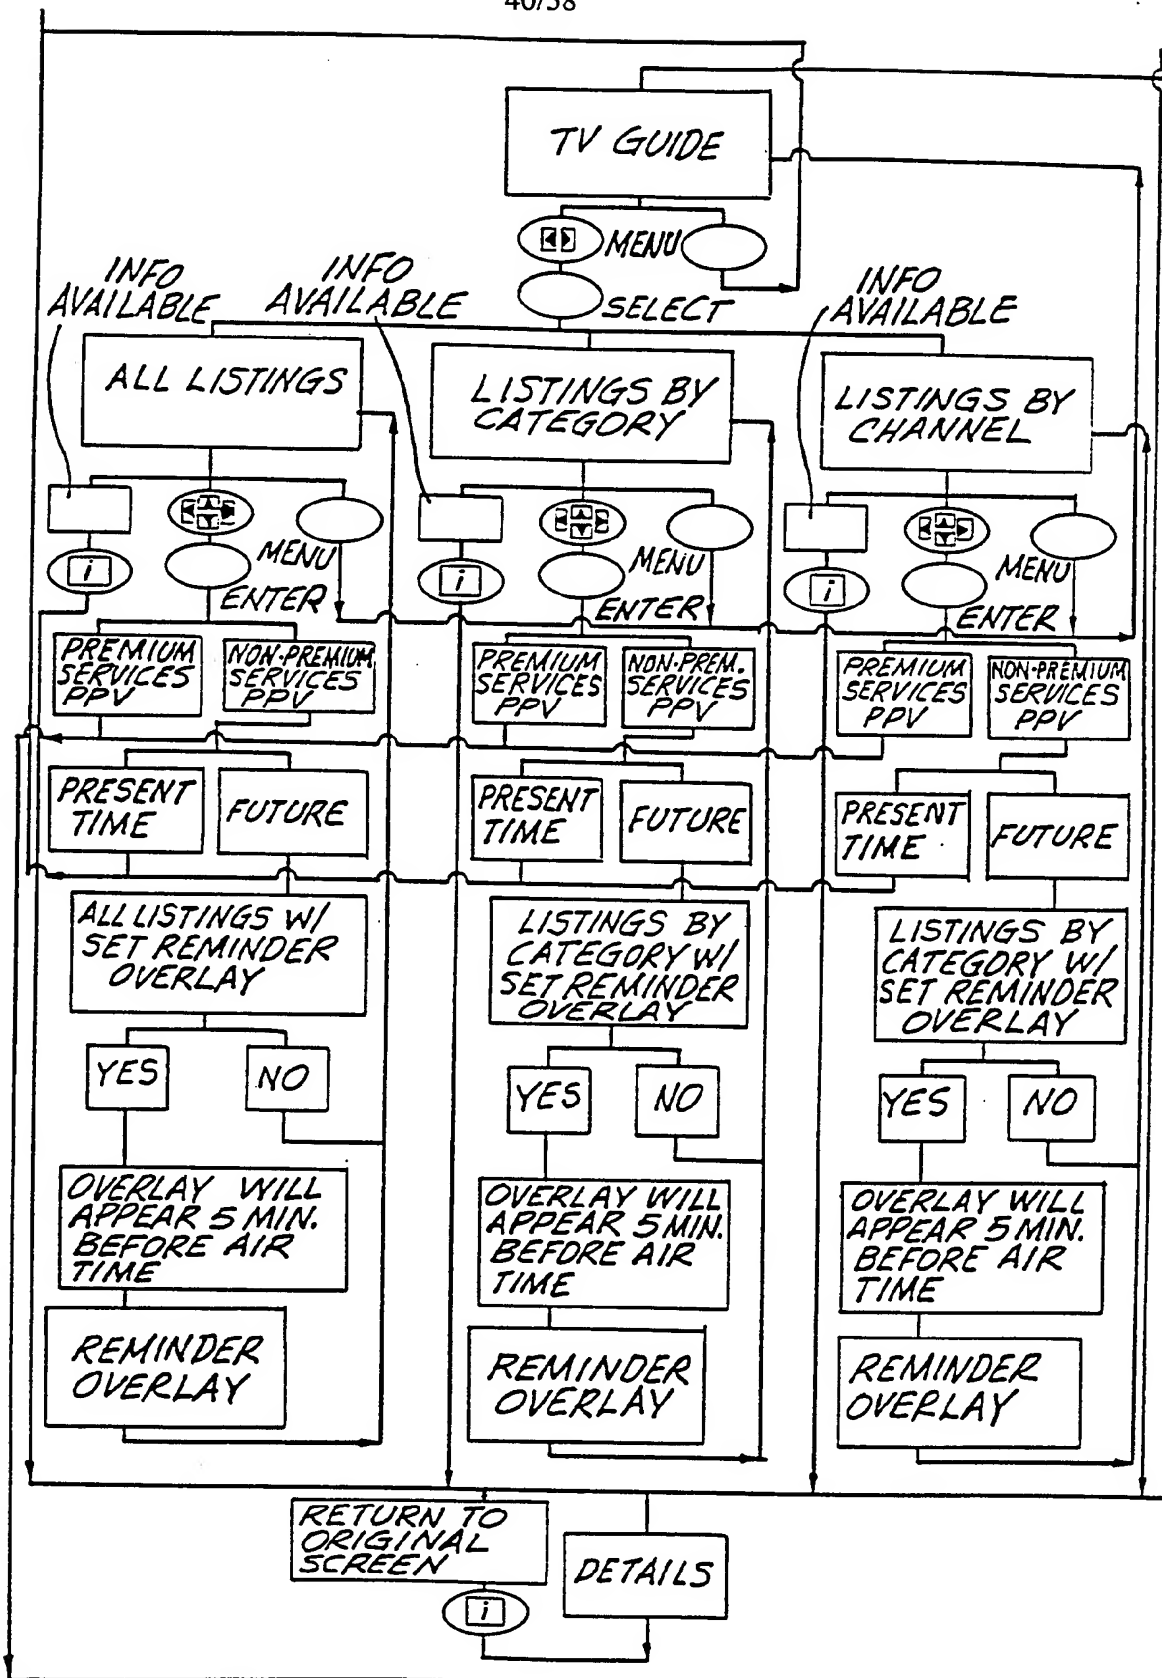 40/58
TV GUIDE
MENU
SELECT
INFO
AVAILABLE
INFO
AVAILABLE
INFO
AVAILABLE
ALL LISTINGS
LISTINGS BY
CATEGORY
LISTINGS BY
CHANNEL
i
MENU
ENTER
i
MENU
ENTER
i
MENU
ENTER
PREMIUM
SERVICES
PPV
NON-PREMIUM
SERVICES
PPV
PREMIUM
SERVICES
PPV
NON-PREM.
SERVICES
PPV
PREMIUM
SERVICES
PPV
NON-PREMIUM
SERVICES
PPV
PRESENT
TIME
FUTURE
PRESENT
TIME
FUTURE
PRESENT
TIME
FUTURE
ALL LISTINGS W/
SET REMINDER
OVERLAY
LISTINGS BY
CATEGORY W/
SET REMINDER
OVERLAY
LISTINGS BY
CATEGORY W/
SET REMINDER
OVERLAY
YES
NO
YES
NO
YES
NO
OVERLAY WILL
APPEAR 5 MIN.
BEFORE AIR
TIME
OVERLAY WILL
APPEAR 5 MIN.
BEFORE AIR
TIME
OVERLAY WILL
APPEAR 5 MIN.
BEFORE AIR
TIME
REMINDER
OVERLAY
REMINDER
OVERLAY
REMINDER
OVERLAY
RETURN TO
ORIGINAL
SCREEN
i
DETAILS